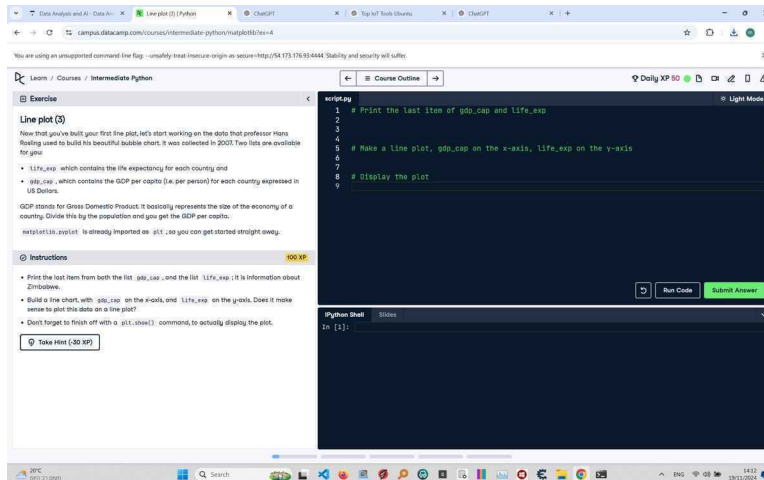 Data Analysis and AI - Data An
Line plot (3) | Python
ChatGPT
Top IoT Tools Ubuntu
ChatGPT
campus.datacamp.com/courses/intermediate-python/matplotlib?ex=4
You are using an unsupported command-line flag: --unsafely-treat-insecure-origin-as-secure=http://54.173.176.93:4444. Stability and security will suffer.
Learn / Courses / Intermediate Python
Course Outline
Daily XP 50
Exercise
Line plot (3)
Now that you've built your first line plot, let's start working on the data that professor Hans
Rosling used to build his beautiful bubble chart. It was collected in 2007. Two lists are available
for you:
• life_exp which contains the life expectancy for each country and
• gdp_cap, which contains the GDP per capita (i.e. per person) for each country expressed in
US Dollars.
GDP stands for Gross Domestic Product. It basically represents the size of the economy of a
country. Divide this by the population and you get the GDP per capita.
matplotlib.pyplot is already imported as plt, so you can get started straight away.
Instructions
100 XP
• Print the last item from both the list gdp_cap, and the list life_exp; it is information about
Zimbabwe.
• Build a line chart, with gdp_cap on the x-axis, and life_exp on the y-axis. Does it make
sense to plot this data on a line plot?
• Don't forget to finish off with a plt.show() command, to actually display the plot.
Take Hint (-30 XP)
script.py
Light Mode
1 # Print the last item of gdp_cap and life_exp
2
3
4
5 # Make a line plot, gdp_cap on the x-axis, life_exp on the y-axis
6
7
8 # Display the plot
9
Run Code
Submit Answer
IPython Shell
Slides
In [1]:
20°C
Search
ENG
14:12
19/11/2024